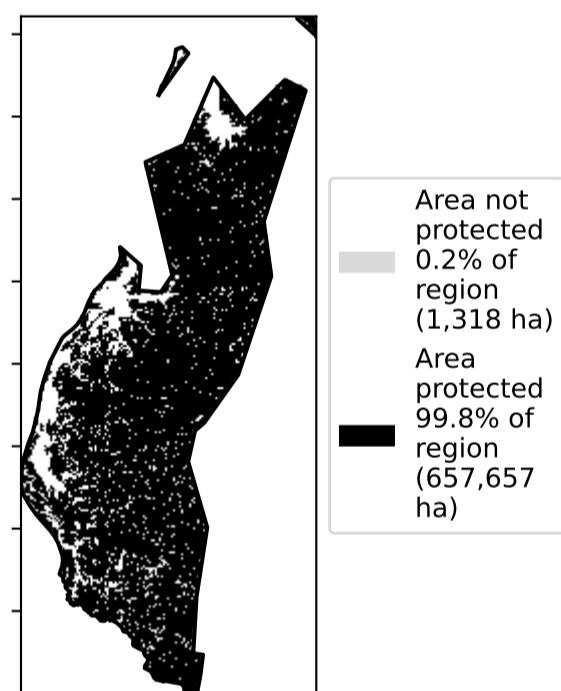 Area not
protected
0.2% of
region
(1,318 ha)
Area
protected
99.8% of
region
(657,657
ha)